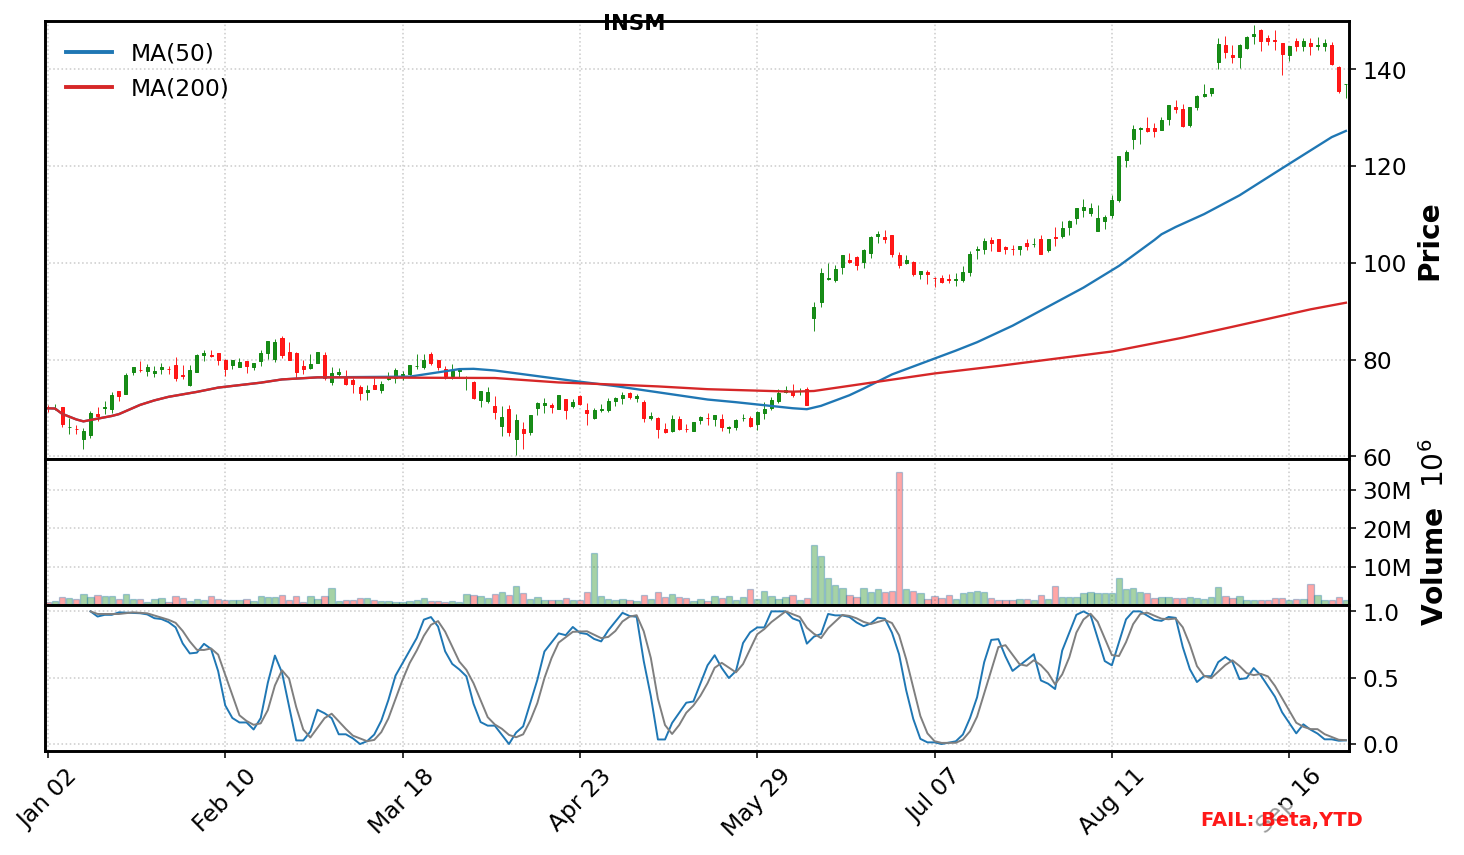 INSM
MA(50)
MA(200)
140
120
100
80
60
Price
30M
20M
10M
Volume 10^6
1.0
0.5
0.0
Jan 02
Feb 10
Mar 18
Apr 23
May 29
Jul 07
Aug 11
Sep 16
FAIL: Beta,YTD